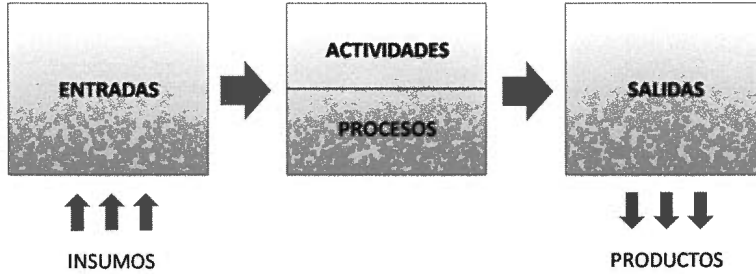 ENTRADAS
ACTIVIDADES
PROCESOS
SALIDAS
INSUMOS
PRODUCTOS